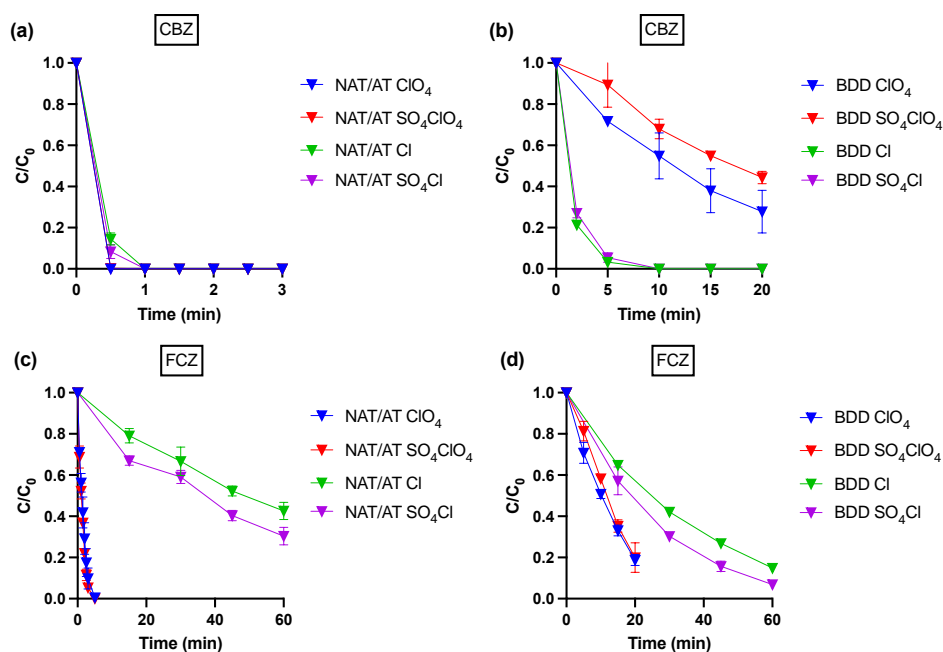 (a)
CBZ
C/C₀
1.0
0.8
0.6
0.4
0.2
0.0
0
1
2
3
Time (min)
NAT/AT ClO₄
NAT/AT SO₄ClO₄
NAT/AT Cl
NAT/AT SO₄Cl
(b)
CBZ
C/C₀
1.0
0.8
0.6
0.4
0.2
0.0
0
5
10
15
20
Time (min)
BDD ClO₄
BDD SO₄ClO₄
BDD Cl
BDD SO₄Cl
(c)
FCZ
C/C₀
1.0
0.8
0.6
0.4
0.2
0.0
0
20
40
60
Time (min)
NAT/AT ClO₄
NAT/AT SO₄ClO₄
NAT/AT Cl
NAT/AT SO₄Cl
(d)
FCZ
C/C₀
1.0
0.8
0.6
0.4
0.2
0.0
0
20
40
60
Time (min)
BDD ClO₄
BDD SO₄ClO₄
BDD Cl
BDD SO₄Cl